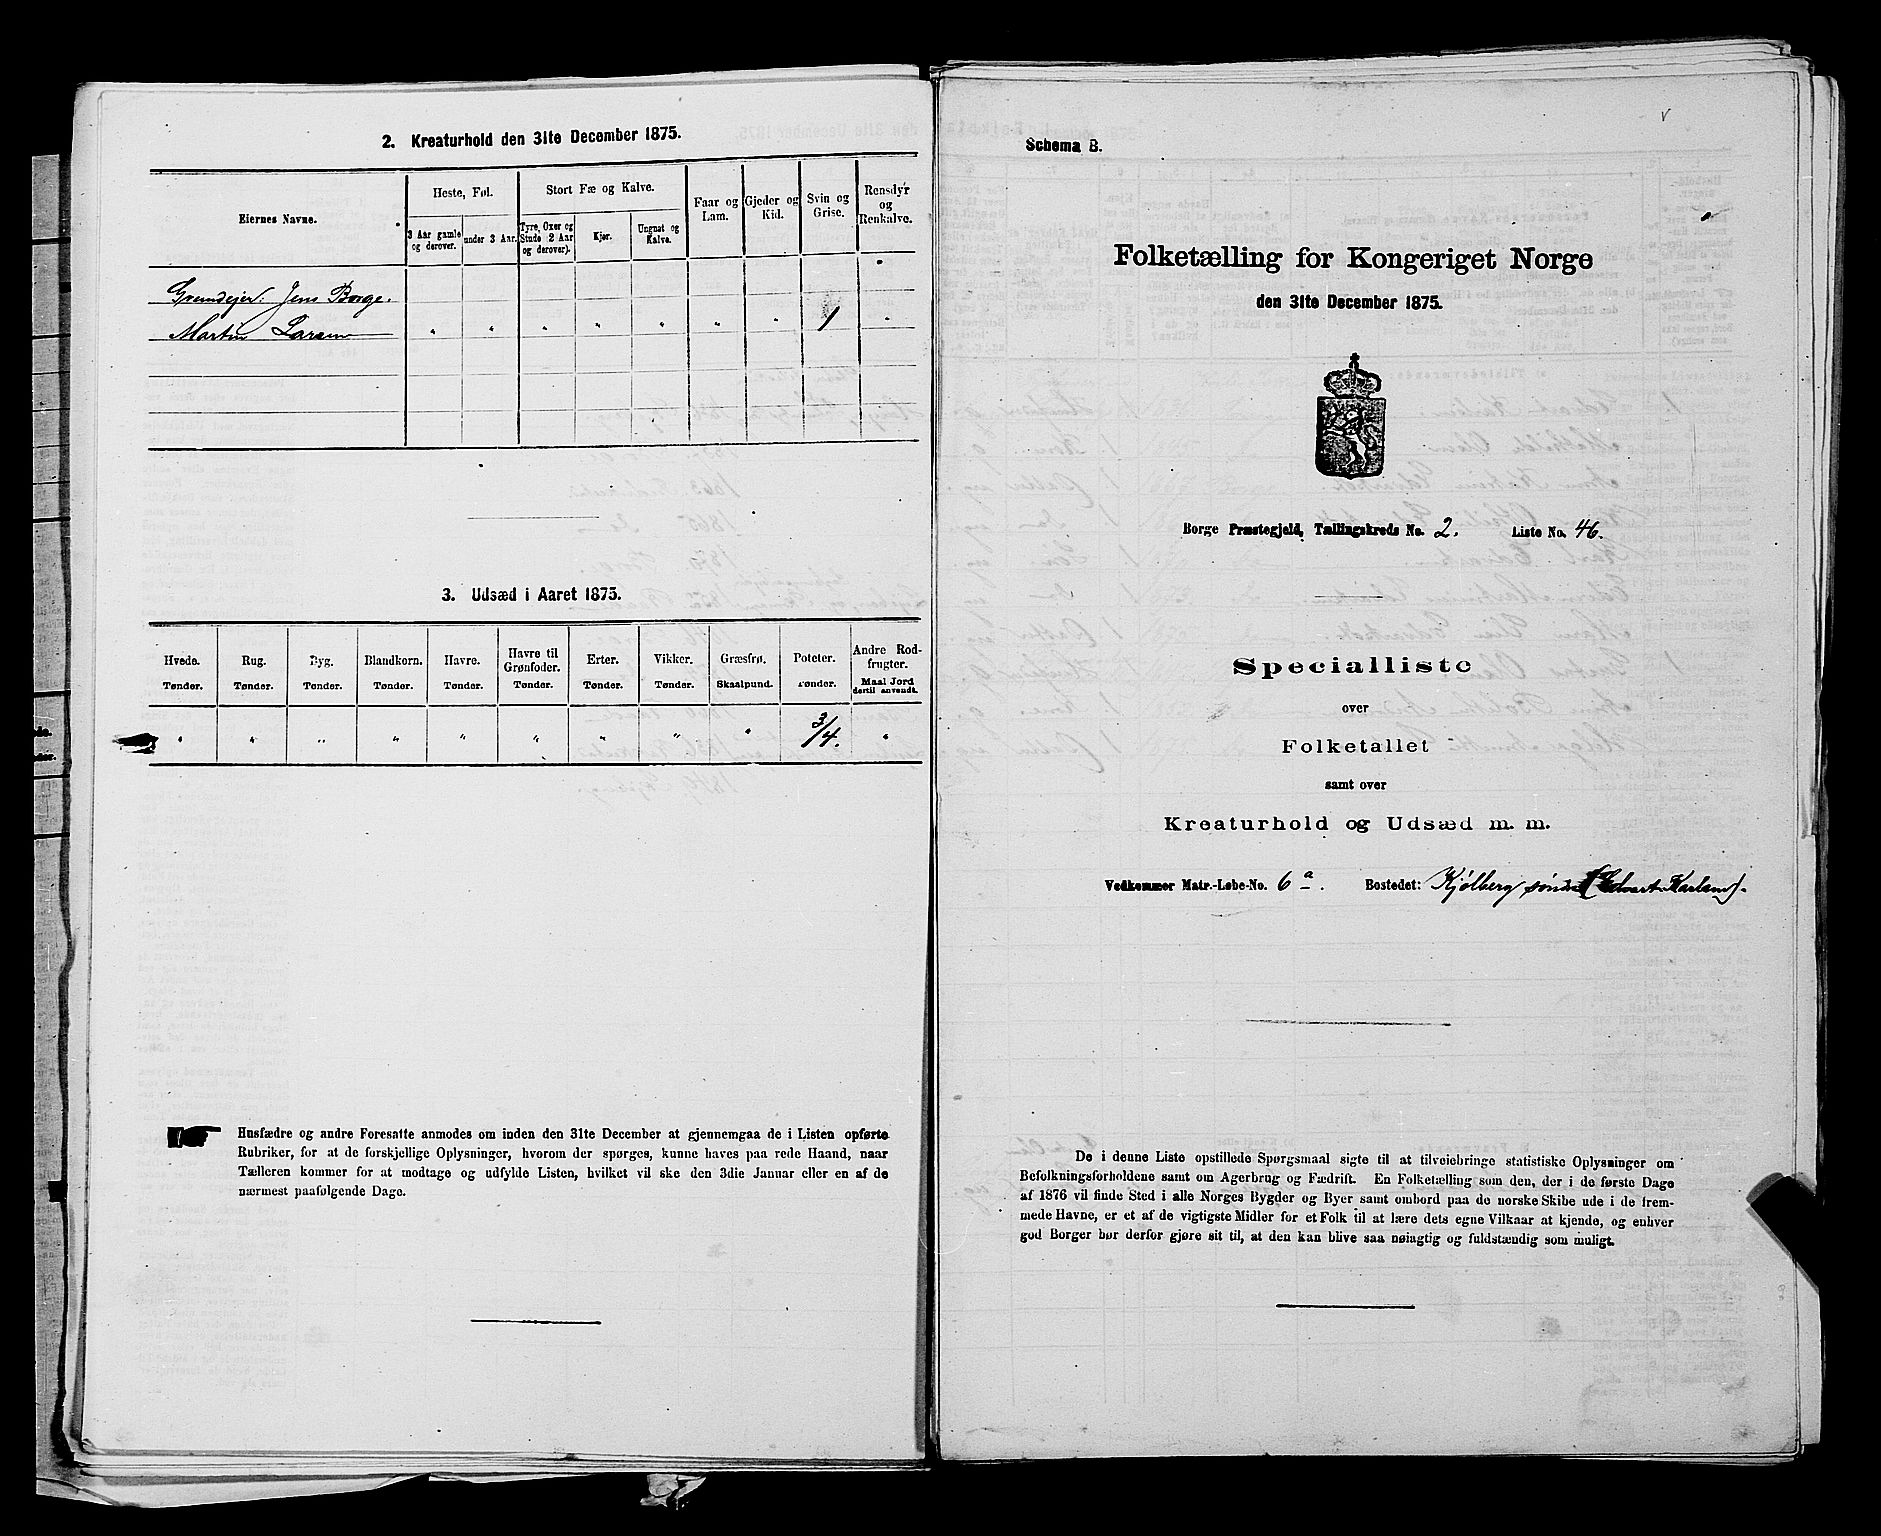 2. Kreaturhold den 31te December 1875.
Eiernes Navne.
Heste, Føl.
3 Aar gamle og derover.
under 3 Aar.
Stort Fæ og Kalve.
Tyre, Oxer og Stude 2 Aar og derover).
Kjør.
Ungnøt og Kalve.
Faar og Lam.
Gjeder og Kid.
Svin og Grise.
Rensdyr og Renkalve.
Grundejer: Jens Borge.
Martin Larsen " " " " " " " 1 "
3. Udsæd i Aaret 1875.
Hvede. Rug. Byg. Blandkorn. Havre. Havre til Grønfoder. Erter. Vikker. Græsfrø. Poteter. Andre Rodfrugter.
Tønder. Tønder. Tønder. Tønder. Tønder. Tønder. Tønder. Tønder. Skaalpund. Tønder. Maal Jord dertil anvendt.
" " " " " " " " " 3/4. "
Husfædre og andre Foresatte anmodes om inden den 31te December at gjennemgaa de i Listen opførte
Rubriker, for at de forskjellige Oplysninger, hvorom der spørges, kunne haves paa rede Haand, naar
Tælleren kommer for at modtage og udfylde Listen, hvilket vil ske den 3die Januar eller en af de
nærmest paafølgende Dage.
Schema B.
Folketælling for Kongeriget Norge
den 31te December 1875.
Borge Præstegjeld, Tællingskreds No. 2. Liste No. 46.
Specialliste
over
Folketallet
samt over
Kreaturhold og Udsæd m. m.
Vedkommer Matr.-Løbe-No. 6 a. Bostedet: Kjølberg søndre (Edvart Karlsen).
De i denne Liste opstillede Spørgsmaal sigte til at tilveiebringe statistiske Oplysninger om
Befolkningsforholdene samt om Agerbrug og Fædrift. En Folketælling som den, der i de første Dage
af 1876 vil finde Sted i alle Norges Bygder og Byer samt ombord paa de norske Skibe ude i de frem-
mede Havne, er et af de vigtigste Midler for et Folk til at lære dets egne Vilkaar at kjende, og enhver
god Borger bør derfor gjøre sit til, at den kan blive saa nøiagtig og fuldstændig som muligt.